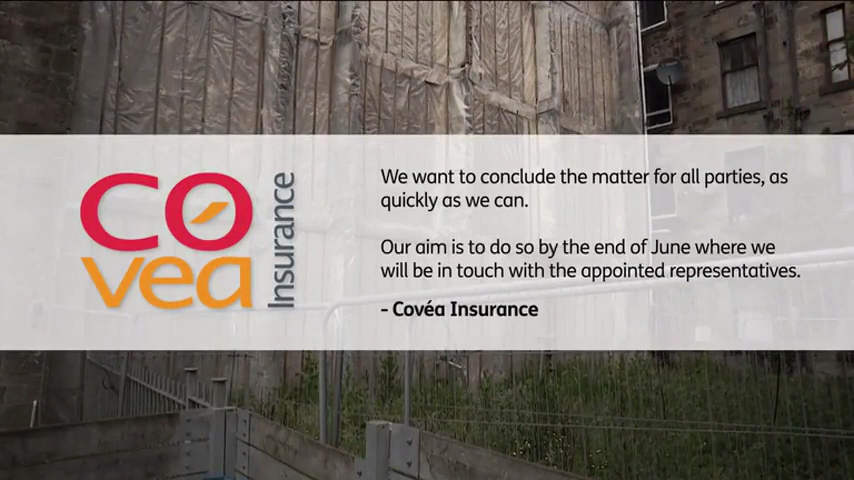 Covéa
Insurance
We want to conclude the matter for all parties, as
quickly as we can.
Our aim is to do so by the end of June where we
will be in touch with the appointed representatives.
- Covéa Insurance